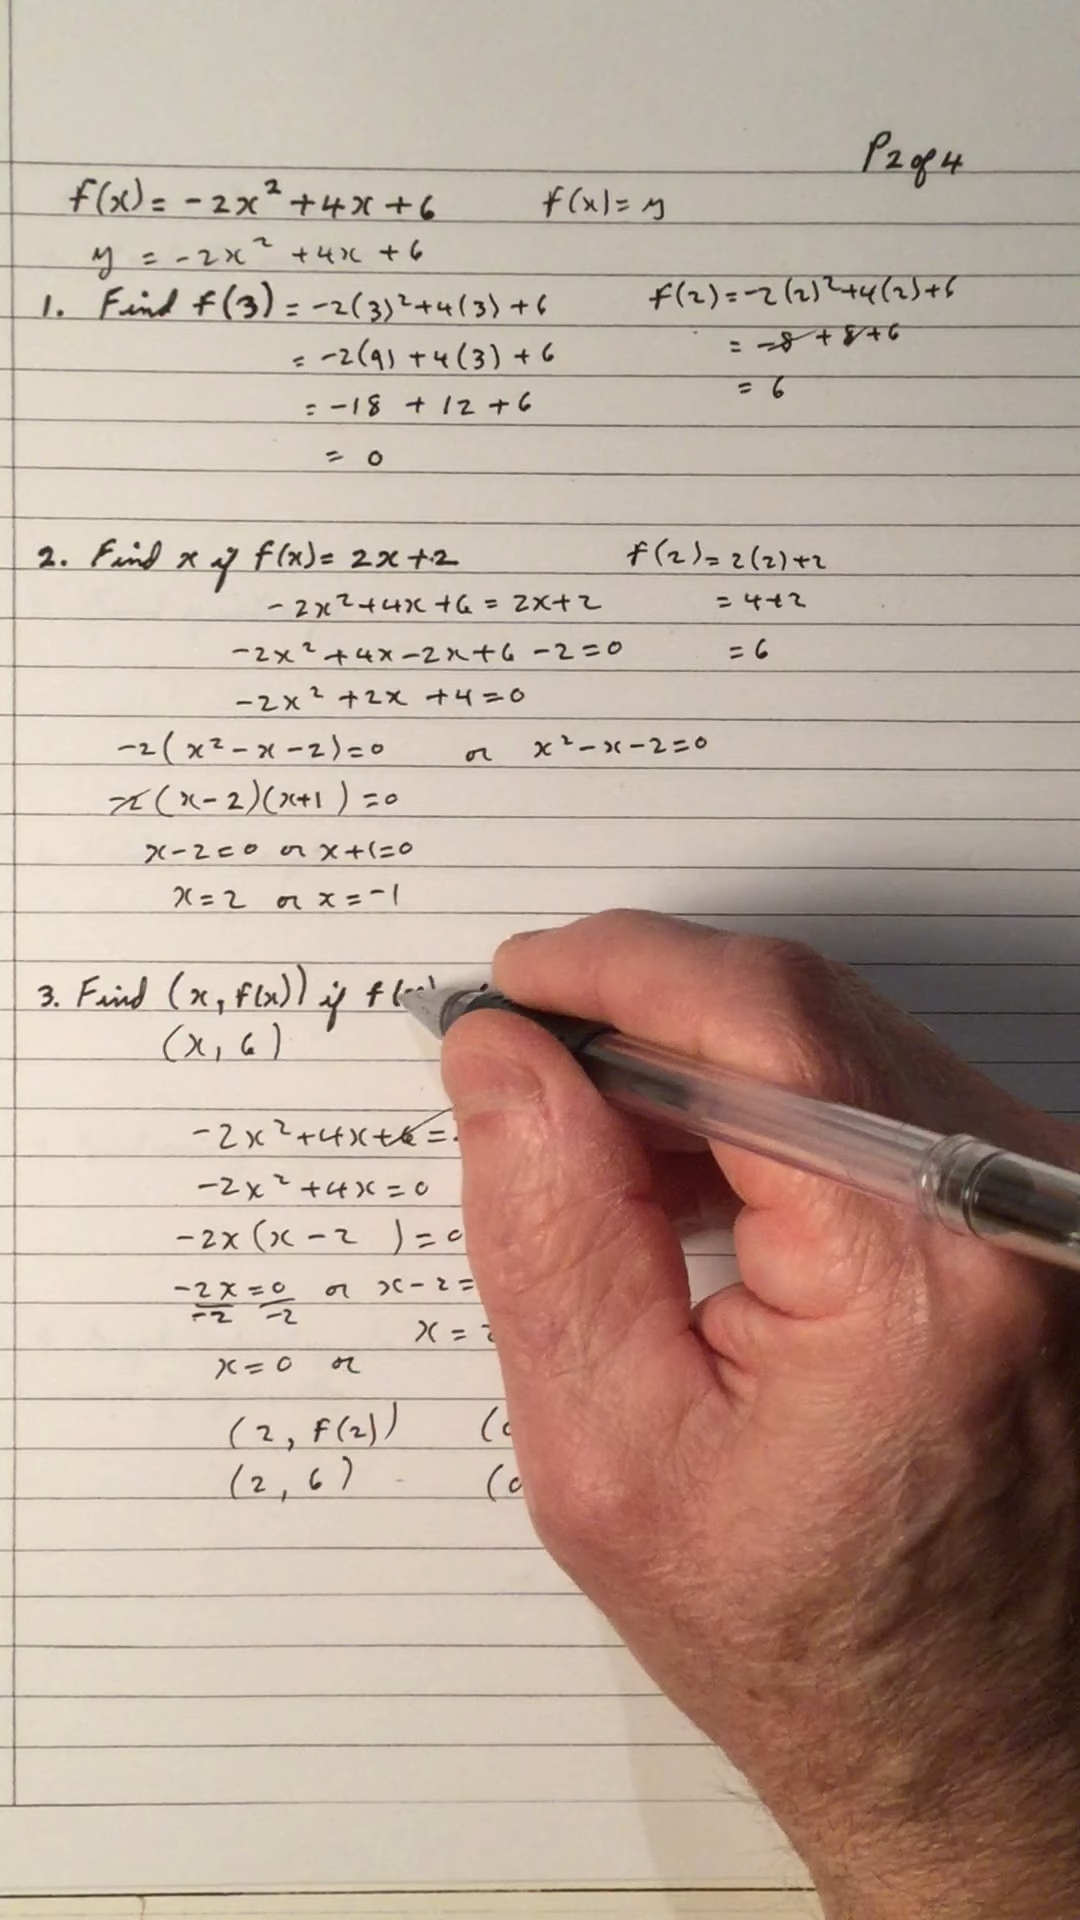 P2 of 4
f(x) = -2x² + 4x + 6 f(x) = y
y = -2x² + 4x + 6
1. Find f(3) = -2(3)² + 4(3) + 6 f(2) = -2(2)² + 4(2) + 6
= -2(9) + 4(3) + 6 = -8 + 8 + 6
= -18 + 12 + 6 = 6
= 0
2. Find x if f(x) = 2x + 2 f(2) = 2(2) + 2
-2x² + 4x + 6 = 2x + 2 = 4 + 2
-2x² + 4x - 2x + 6 - 2 = 0 = 6
-2x² + 2x + 4 = 0
-2(x² - x - 2) = 0 or x² - x - 2 = 0
-2(x - 2)(x + 1) = 0
x - 2 = 0 or x + 1 = 0
x = 2 or x = -1
3. Find (x, f(x)) if f(x)
(x, 6)
-2x² + 4x + 6 =
-2x² + 4x = 0
-2x(x - 2) = 0
-2x = 0 or x - 2 =
-2 -2
x = 2
x = 0 or
(2, f(2)) (
(2, 6) (